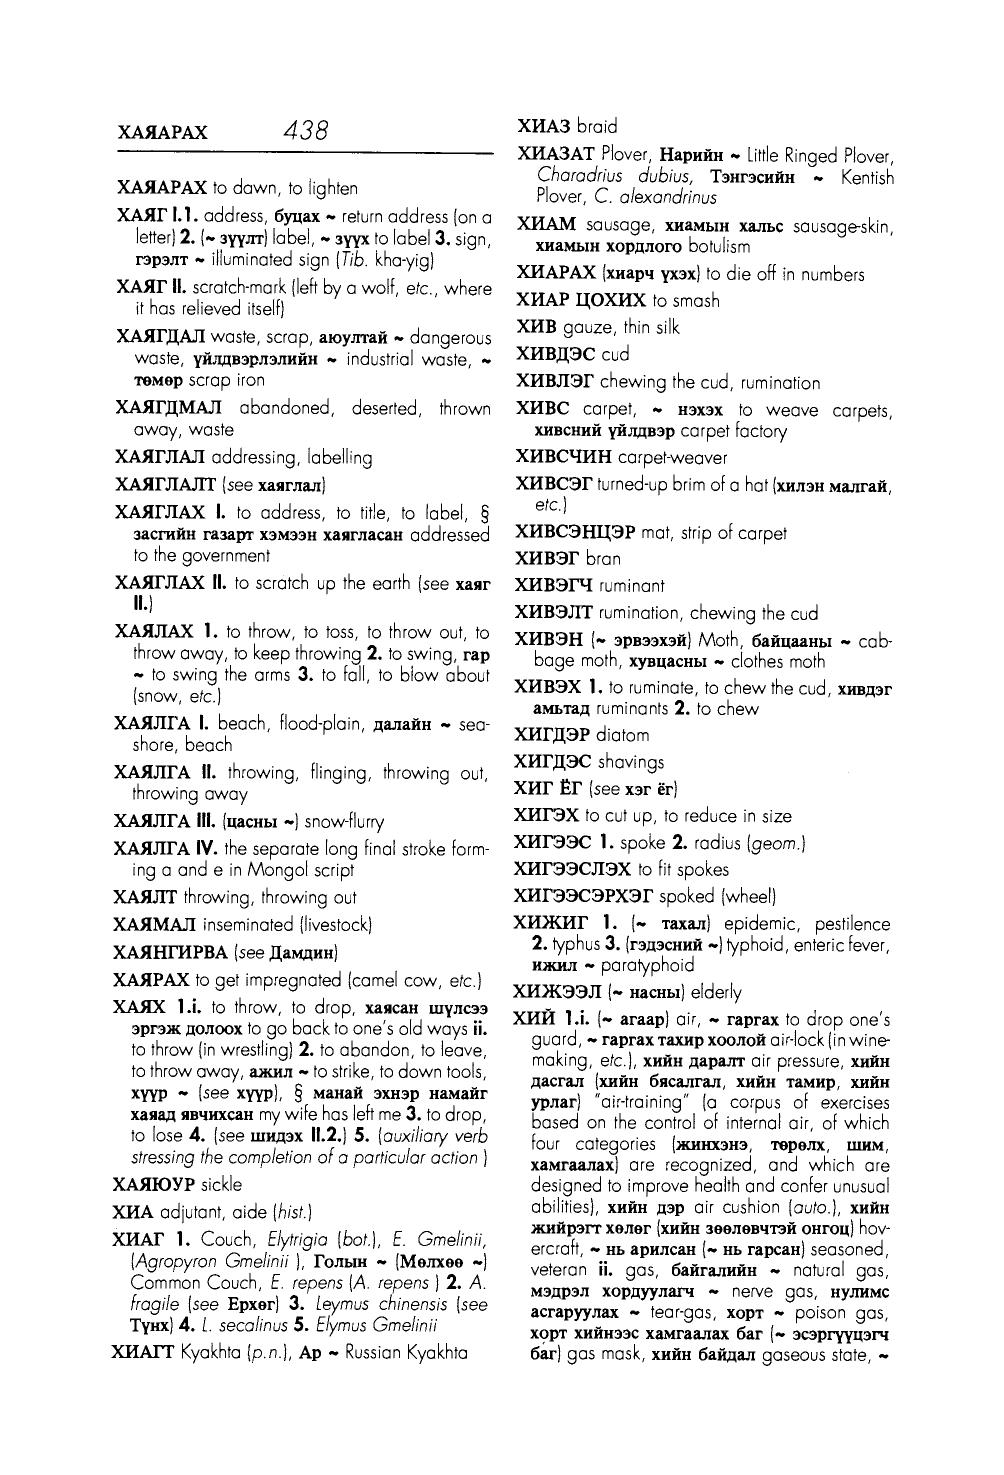 ХАЯАРАХ 438
ХАЯАРАХ to dawn, to lighten
ХАЯГ I.1. address, буцах ~ return address (on a
letter) 2. (~ зүүлт) label, ~ зүүх to label 3. sign,
гэрэлт ~ illuminated sign (Tib. kha-yig)
ХАЯГ II. scratch-mark (left by a wolf, etc., where
it has relieved itself)
ХАЯГДАЛ waste, scrap, аюултай ~ dangerous
waste, үйлдвэрлэлийн ~ industrial waste, ~
төмөр scrap iron
ХАЯГДМАЛ abandoned, deserted, thrown
away, waste
ХАЯГЛАЛ addressing, labelling
ХАЯГЛАЛТ (see хаяглал)
ХАЯГЛАХ I. to address, to title, to label, §
засгийн газарт хэмээн хаягласан addressed
to the government
ХАЯГЛАХ II. to scratch up the earth (see хаяг
II.)
ХАЯЛАХ 1. to throw, to toss, to throw out, to
throw away, to keep throwing 2. to swing, гар
~ to swing the arms 3. to fall, to blow about
(snow, etc.)
ХАЯЛГА I. beach, flood-plain, далайн ~ sea-
shore, beach
ХАЯЛГА II. throwing, flinging, throwing out,
throwing away
ХАЯЛГА III. (цасны ~) snow-flurry
ХАЯЛГА IV. the separate long final stroke form-
ing a and e in Mongol script
ХАЯЛТ throwing, throwing out
ХАЯМАЛ inseminated (livestock)
ХАЯНГИРВА (see Дамдин)
ХАЯРАХ to get impregnated (camel cow, etc.)
ХАЯХ 1.i. to throw, to drop, хаясан шүлсээ
эргэж долоох to go back to one's old ways ii.
to throw (in wrestling) 2. to abandon, to leave,
to throw away, ажил ~ to strike, to down tools,
хүүр ~ (see хүүр), § манай эхнэр намайг
хаяад явчихсан my wife has left me 3. to drop,
to lose 4. (see шидэх II.2.) 5. (auxiliary verb
stressing the completion of a particular action )
ХАЯЮУР sickle
ХИА adjutant, aide (hist.)
ХИАГ 1. Couch, Elytrigia (bot.), E. Gmelinii,
(Agropyron Gmelinii ), Голын ~ (Мөлхөө ~)
Common Couch, E. repens (A. repens ) 2. A.
fragile (see Ерхөг) 3. Leymus chinensis (see
Түнх) 4. L. secalinus 5. Elymus Gmelinii
ХИАГТ Kyakhta (p.n.), Ар ~ Russian Kyakhta
ХИАЗ braid
ХИАЗАТ Plover, Нарийн ~ Little Ringed Plover,
Charadrius dubius, Тэнгэсийн ~ Kentish
Plover, C. alexandrinus
ХИАМ sausage, хиамын хальс sausage-skin,
хиамын хордлого botulism
ХИАРАХ (хиарч үхэх) to die off in numbers
ХИАР ЦОХИХ to smash
ХИВ gauze, thin silk
ХИВДЭС cud
ХИВЛЭГ chewing the cud, rumination
ХИВС carpet, ~ нэхэх to weave carpets,
хивсний үйлдвэр carpet factory
ХИВСЧИН carpet-weaver
ХИВСЭГ turned-up brim of a hat (хилэн малгай,
etc.)
ХИВСЭНЦЭР mat, strip of carpet
ХИВЭГ bran
ХИВЭГЧ ruminant
ХИВЭЛТ rumination, chewing the cud
ХИВЭН (~ эрвээхэй) Moth, байцааны ~ cab-
bage moth, хувцасны ~ clothes moth
ХИВЭХ 1. to ruminate, to chew the cud, хивдэг
амьтад ruminants 2. to chew
ХИГДЭР diatom
ХИГДЭС shavings
ХИГ ЁГ (see хэг ёг)
ХИГЭХ to cut up, to reduce in size
ХИГЭЭС 1. spoke 2. radius (geom.)
ХИГЭЭСЛЭХ to fit spokes
ХИГЭЭСЭРХЭГ spoked (wheel)
ХИЖИГ 1. (~ тахал) epidemic, pestilence
2. typhus 3. (гэдэсний ~) typhoid, enteric fever,
ижил ~ paratyphoid
ХИЖЭЭЛ (~ насны) elderly
ХИЙ 1.i. (~ агаар) air, ~ гаргах to drop one's
guard, ~ гаргах тахир хоолой air-lock (in wine-
making, etc.), хийн даралт air pressure, хийн
дасгал (хийн бясалгал, хийн тамир, хийн
урлаг) "air-training" (a corpus of exercises
based on the control of internal air, of which
four categories (жинхэнэ, төрөлх, шим,
хамгаалах) are recognized, and which are
designed to improve health and confer unusual
abilities), хийн дэр air cushion (auto.), хийн
жийрэгт хөлөг (хийн зөөлөвчтэй онгоц) hov-
ercraft, ~ нь арилсан (~ нь гарсан) seasoned,
veteran ii. gas, байгалийн ~ natural gas,
мэдрэл хордуулагч ~ nerve gas, нулимс
асгаруулах ~ tear-gas, хорт ~ poison gas,
хорт хийнээс хамгаалах баг (~ эсэргүүцэгч
баг) gas mask, хийн байдал gaseous state, ~